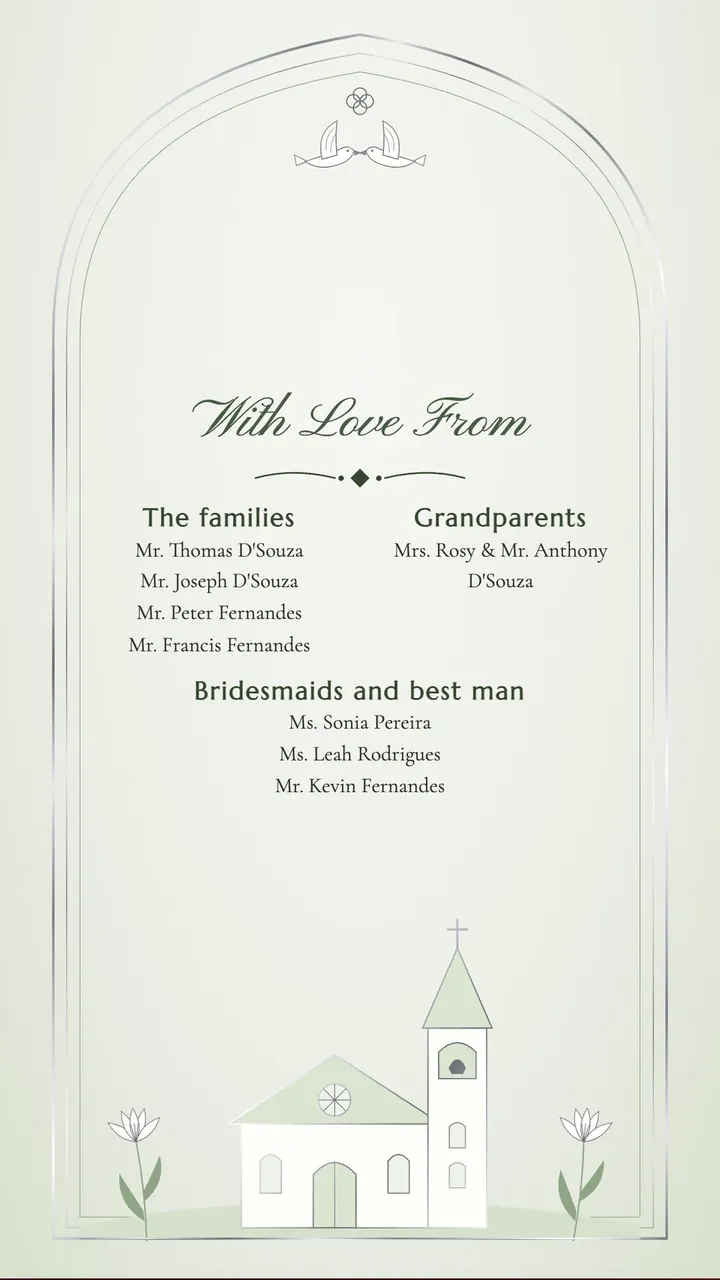 With Love From
The families
Mr. Thomas D'Souza
Mr. Joseph D'Souza
Mr. Peter Fernandes
Mr. Francis Fernandes
Grandparents
Mrs. Rosy & Mr. Anthony
D'Souza
Bridesmaids and best man
Ms. Sonia Pereira
Ms. Leah Rodrigues
Mr. Kevin Fernandes